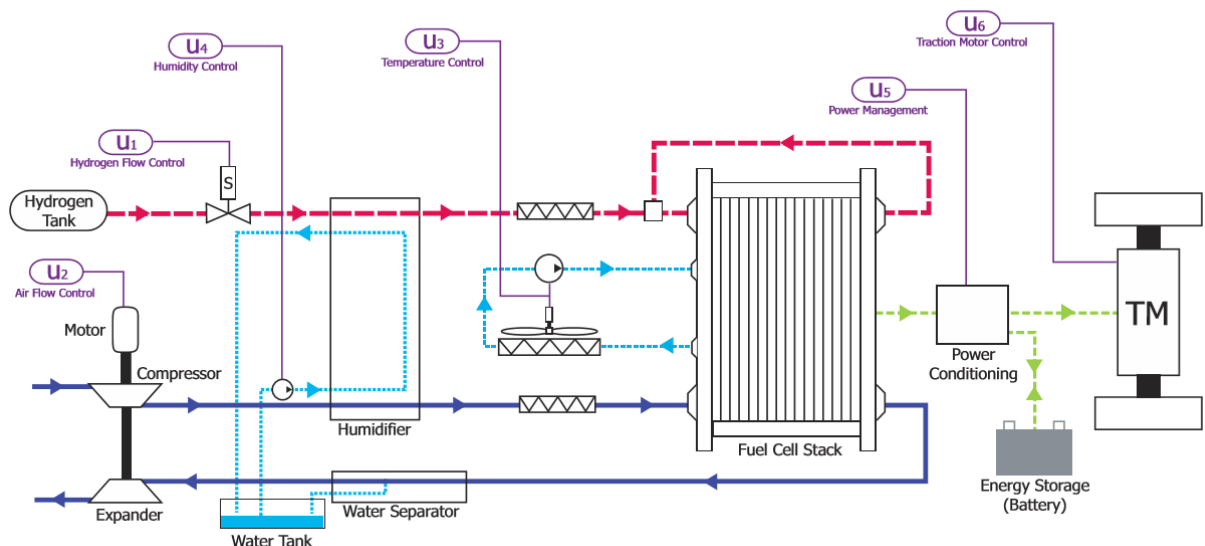 u4
Humidity Control
u3
Temperature Control
u6
Traction Motor Control
u1
Hydrogen Flow Control
u5
Power Management
S
Hydrogen
Tank
u2
Air Flow Control
Motor
TM
Compressor
Power
Conditioning
Humidifier
Fuel Cell Stack
Energy Storage
(Battery)
Expander
Water Separator
Water Tank